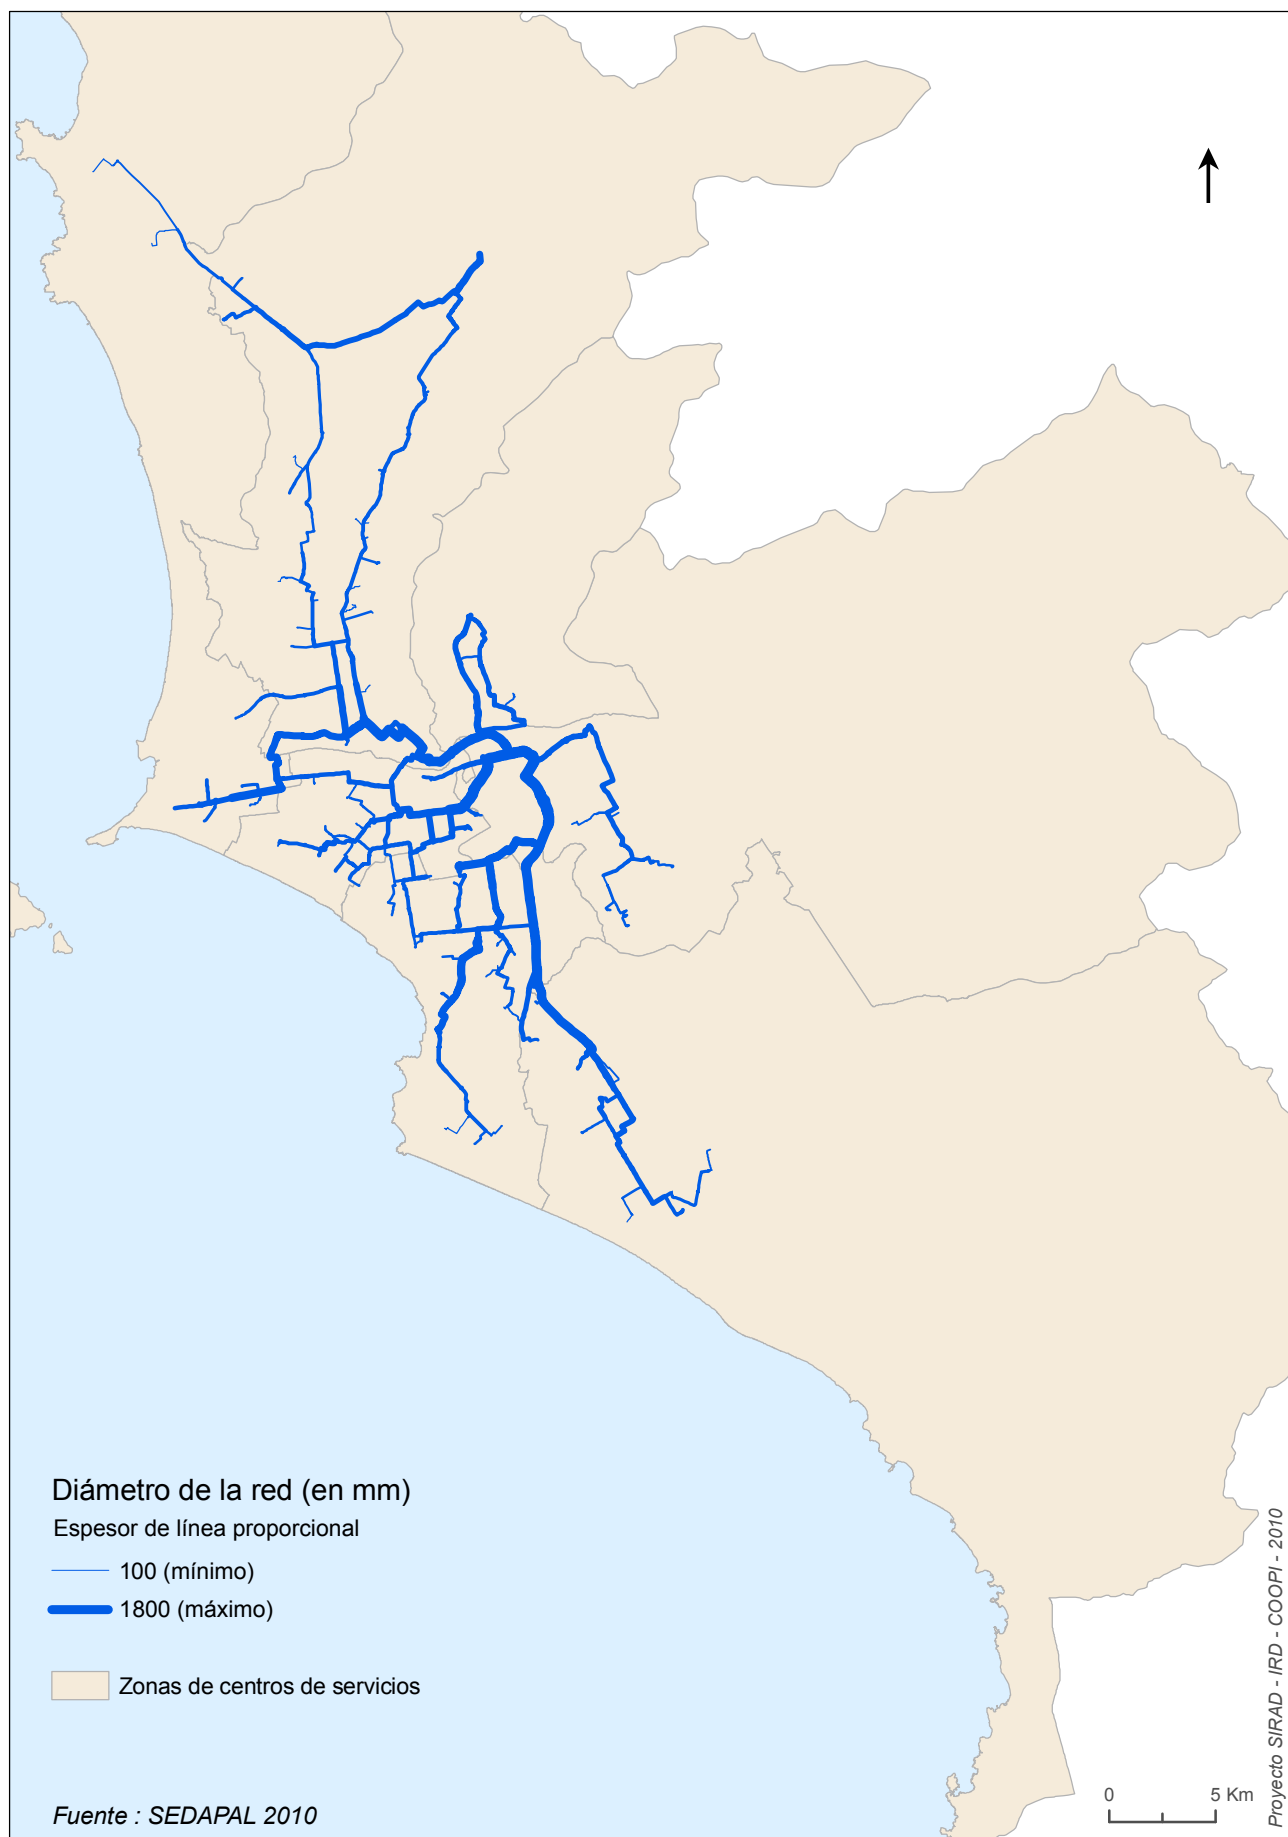 Diámetro de la red (en mm)
Espesor de línea proporcional
100 (mínimo)
1800 (máximo)
Zonas de centros de servicios
Fuente : SEDAPAL 2010
0 5 Km
Proyecto SIRAD - IRD - COOPI - 2010